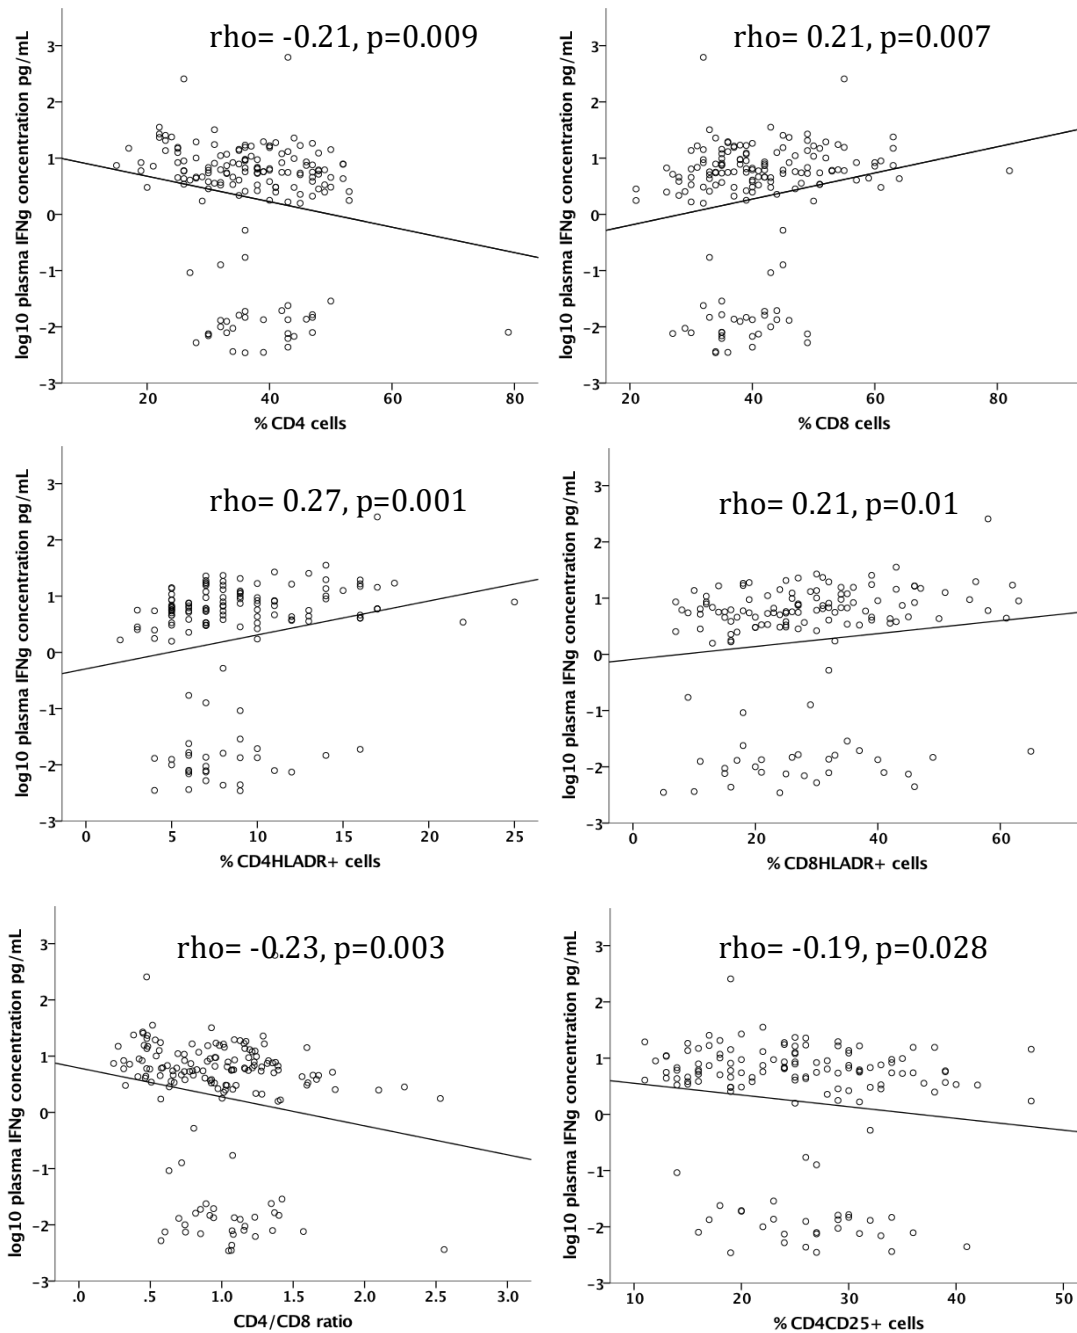 rho= -0.21, p=0.009
log10 plasma IFNg concentration pg/mL
3
2
1
0
−1
−2
−3
20 40 60 80
% CD4 cells
rho= 0.21, p=0.007
log10 plasma IFNg concentration pg/mL
3
2
1
0
−1
−2
−3
20 40 60 80
% CD8 cells
rho= 0.27, p=0.001
log10 plasma IFNg concentration pg/mL
3
2
1
0
−1
−2
−3
0 5 10 15 20 25
% CD4HLADR+ cells
rho= 0.21, p=0.01
log10 plasma IFNg concentration pg/mL
3
2
1
0
−1
−2
−3
0 20 40 60
% CD8HLADR+ cells
rho= -0.23, p=0.003
log10 plasma IFNg concentration pg/mL
3
2
1
0
−1
−2
−3
.0 .5 1.0 1.5 2.0 2.5 3.0
CD4/CD8 ratio
rho= -0.19, p=0.028
log10 plasma IFNg concentration pg/mL
3
2
1
0
−1
−2
−3
10 20 30 40 50
% CD4CD25+ cells